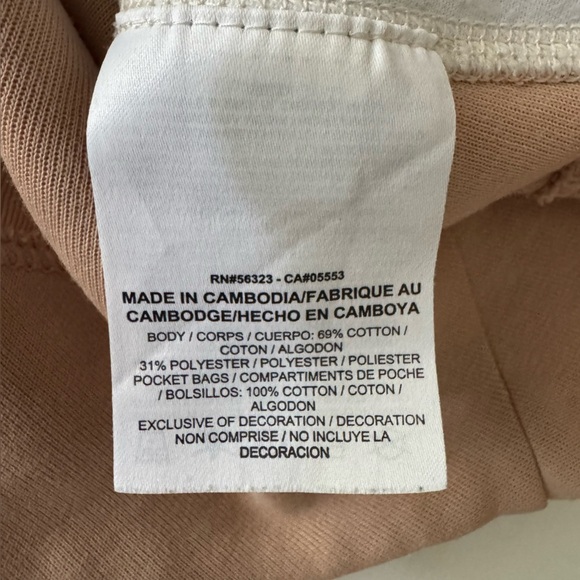 RN#56323 - CA#05553
MADE IN CAMBODIA/FABRIQUE AU
CAMBODGE/HECHO EN CAMBOYA
BODY / CORPS / CUERPO: 69% COTTON /
COTON / ALGODON
31% POLYESTER / POLYESTER / POLIESTER
POCKET BAGS / COMPARTIMENTS DE POCHE
/ BOLSILLOS: 100% COTTON / COTON /
ALGODON
EXCLUSIVE OF DECORATION / DECORATION
NON COMPRISE / NO INCLUYE LA
DECORACION